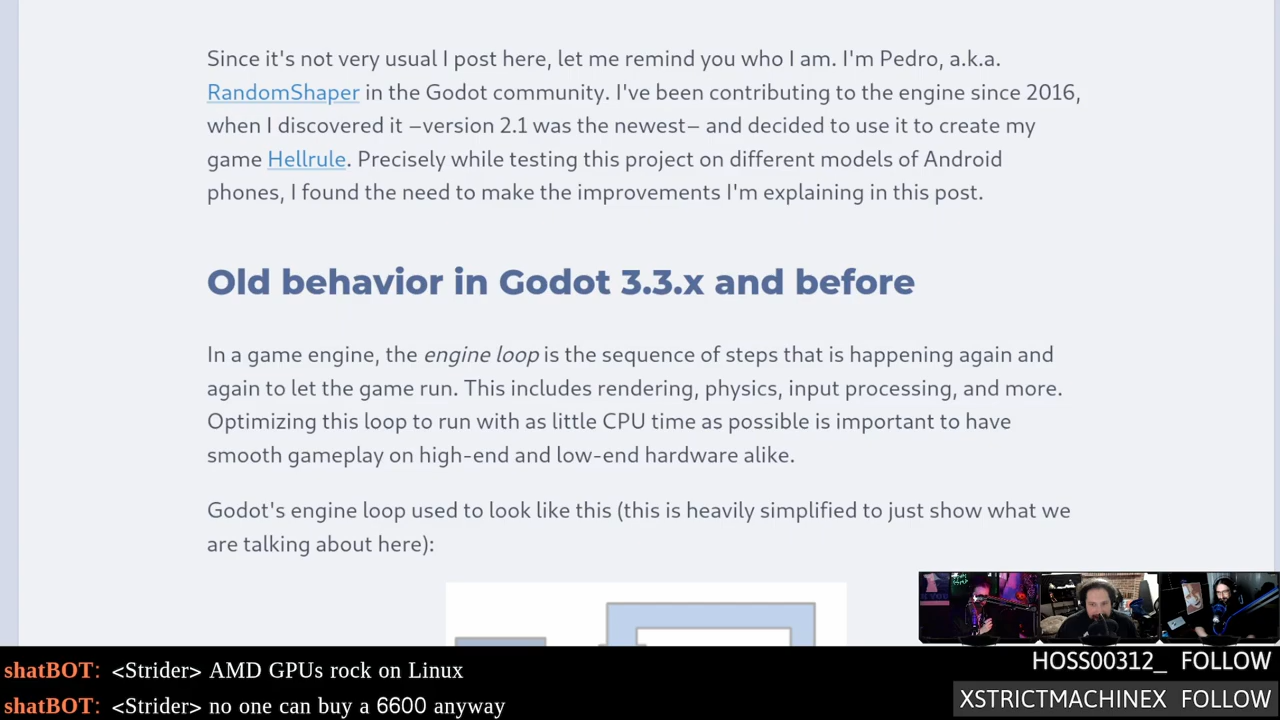 Since it's not very usual I post here, let me remind you who I am. I'm Pedro, a.k.a.
RandomShaper in the Godot community. I've been contributing to the engine since 2016,
when I discovered it –version 2.1 was the newest– and decided to use it to create my
game Hellrule. Precisely while testing this project on different models of Android
phones, I found the need to make the improvements I'm explaining in this post.
Old behavior in Godot 3.3.x and before
In a game engine, the engine loop is the sequence of steps that is happening again and
again to let the game run. This includes rendering, physics, input processing, and more.
Optimizing this loop to run with as little CPU time as possible is important to have
smooth gameplay on high-end and low-end hardware alike.
Godot's engine loop used to look like this (this is heavily simplified to just show what we
are talking about here):
HOSS00312_ FOLLOW
XSTRICTMACHINEX FOLLOW
shatBOT: <Strider> AMD GPUs rock on Linux
shatBOT: <Strider> no one can buy a 6600 anyway